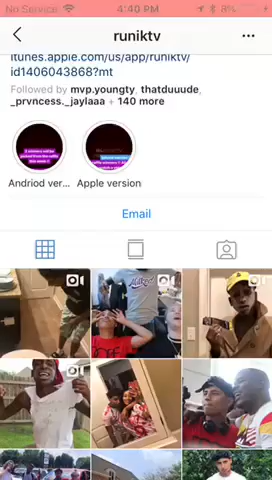 No Service
4:40 PM
8%
runiktv
itunes.apple.com/us/app/runiktv/
id1406043868?mt
Followed by mvp.youngty, thatduuude,
_prvncess._jaylaaa + 140 more
Andriod ver...
Apple version
Email